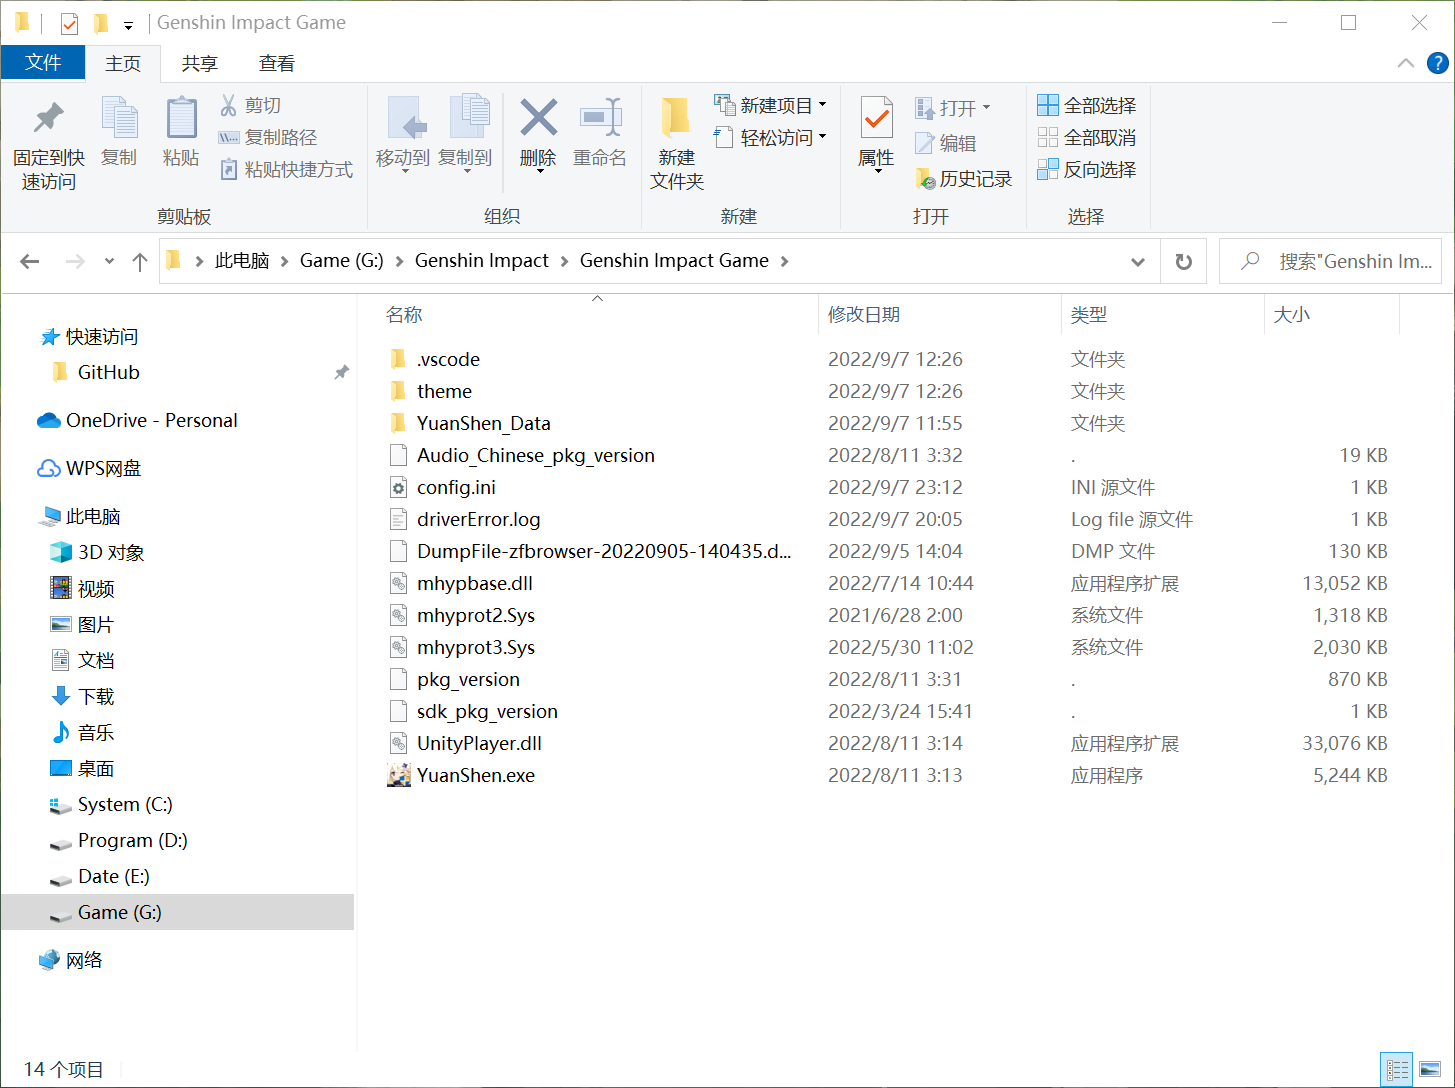 Genshin Impact Game
文件 主页 共享 查看
固定到快
速访问
复制
粘贴
剪切
复制路径
粘贴快捷方式
剪贴板
移动到 复制到 删除 重命名
组织
新建
文件夹
新建项目
轻松访问
新建
属性
打开
编辑
历史记录
打开
全部选择
全部取消
反向选择
选择
此电脑 Game (G:) Genshin Impact Genshin Impact Game
搜索"Genshin Im...
快速访问
GitHub
OneDrive - Personal
WPS网盘
此电脑
3D 对象
视频
图片
文档
下载
音乐
桌面
System (C:)
Program (D:)
Date (E:)
Game (G:)
网络
名称 修改日期 类型 大小
.vscode 2022/9/7 12:26 文件夹
theme 2022/9/7 12:26 文件夹
YuanShen_Data 2022/9/7 11:55 文件夹
Audio_Chinese_pkg_version 2022/8/11 3:32 . 19 KB
config.ini 2022/9/7 23:12 INI 源文件 1 KB
driverError.log 2022/9/7 20:05 Log file 源文件 1 KB
DumpFile-zfbrowser-20220905-140435.d... 2022/9/5 14:04 DMP 文件 130 KB
mhypbase.dll 2022/7/14 10:44 应用程序扩展 13,052 KB
mhyprot2.Sys 2021/6/28 2:00 系统文件 1,318 KB
mhyprot3.Sys 2022/5/30 11:02 系统文件 2,030 KB
pkg_version 2022/8/11 3:31 . 870 KB
sdk_pkg_version 2022/3/24 15:41 . 1 KB
UnityPlayer.dll 2022/8/11 3:14 应用程序扩展 33,076 KB
YuanShen.exe 2022/8/11 3:13 应用程序 5,244 KB
14 个项目